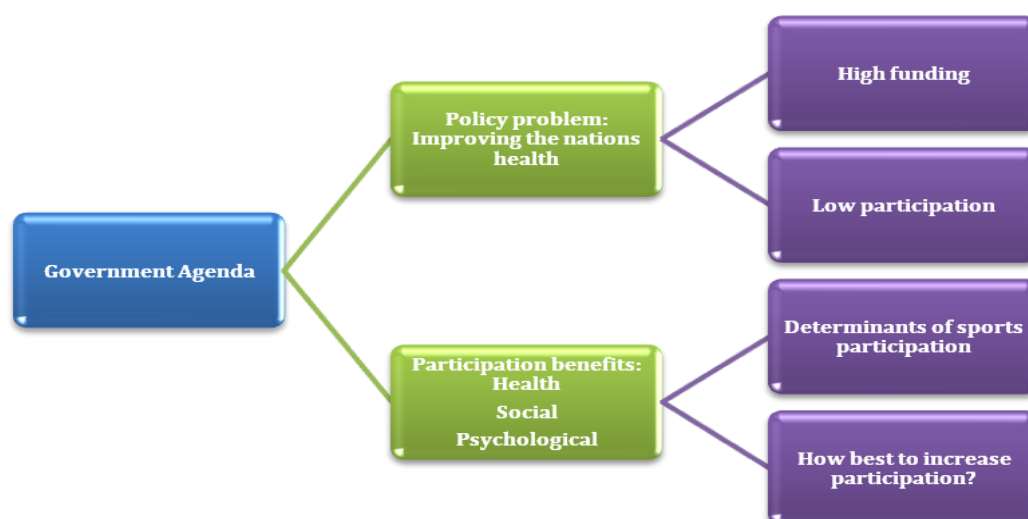 Government Agenda
Policy problem:
Improving the nations
health
Participation benefits:
Health
Social
Psychological
High funding
Low participation
Determinants of sports
participation
How best to increase
participation?